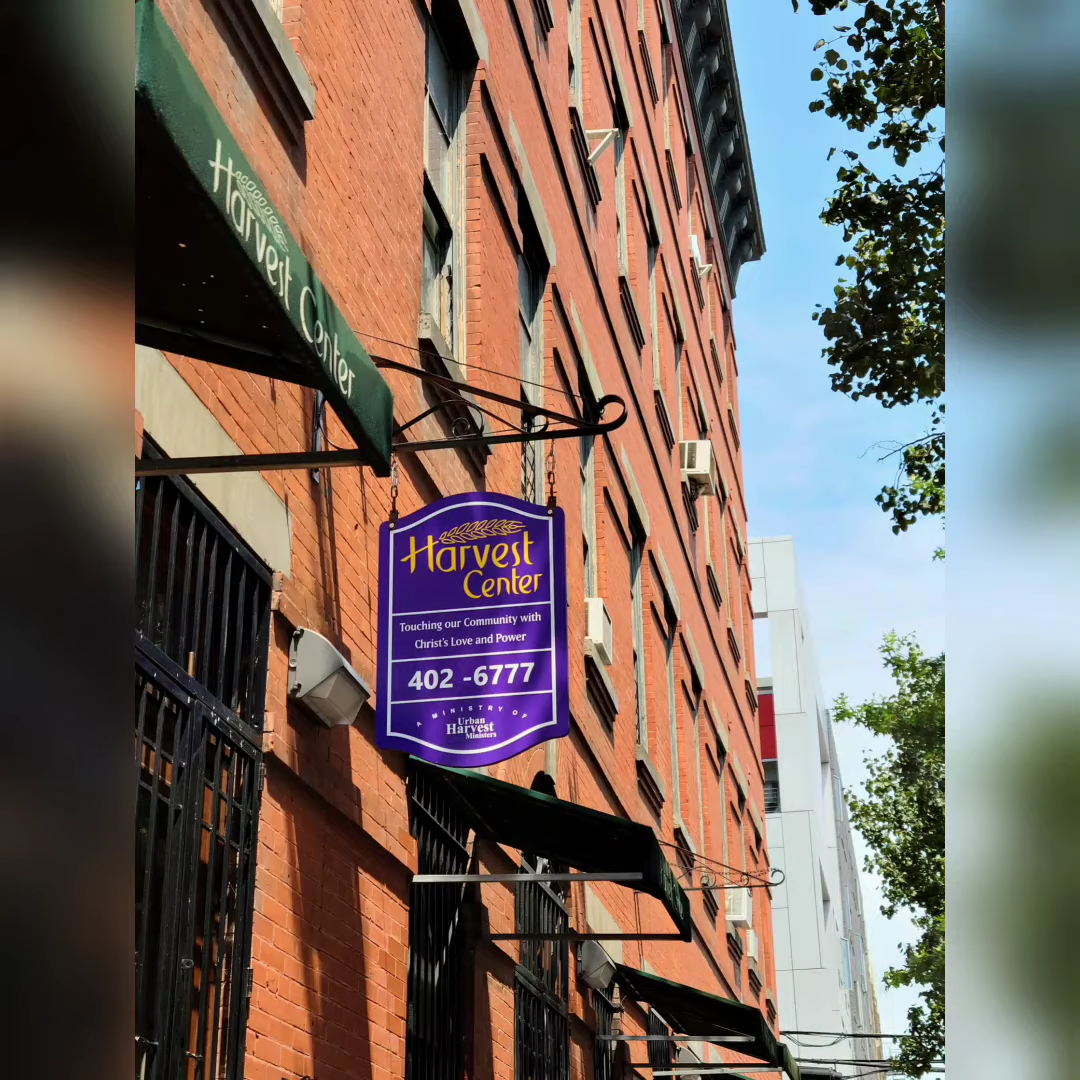 Harvest Center
Harvest
Center
Touching our Community with
Christ's Love and Power
402 -6777
A MINISTRY OF
Urban
Harvest
Ministers